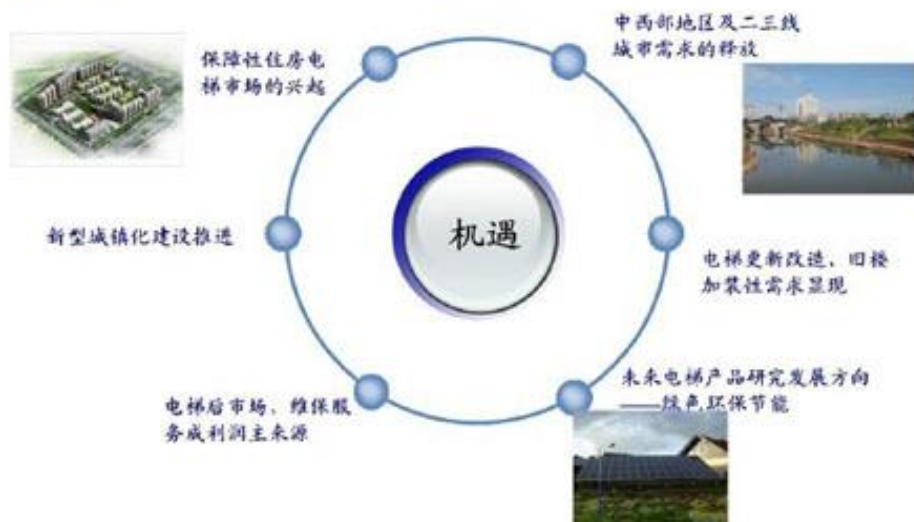 保障性住房电
梯市场的兴起
中西部地区及二三线
城市需求的释放
新型城镇化建设推进
机遇
电梯更新改造、旧楼
加装性需求显现
电梯后市场、维保服
务成利润主来源
未来电梯产品研究发展方向
——绿色环保节能